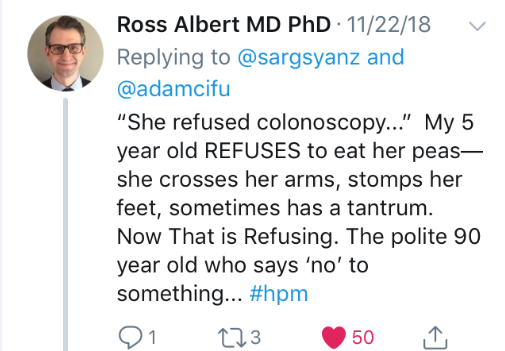 Ross Albert MD PhD · 11/22/18
Replying to @sargsyanz and
@adamcifu
“She refused colonoscopy...”  My 5
year old REFUSES to eat her peas—
she crosses her arms, stomps her
feet, sometimes has a tantrum.
Now That is Refusing. The polite 90
year old who says ‘no’ to
something... #hpm
1 3 50